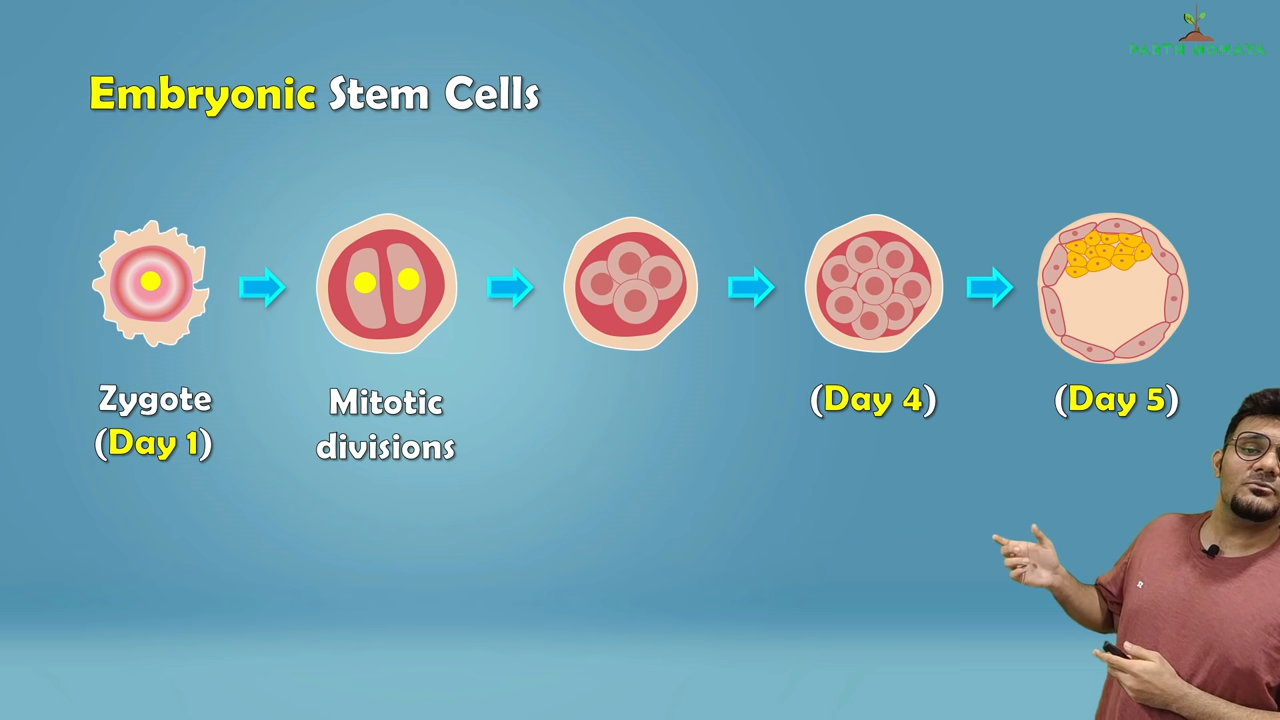 Embryonic Stem Cells
Zygote
(Day 1)
Mitotic
divisions
(Day 4)
(Day 5)